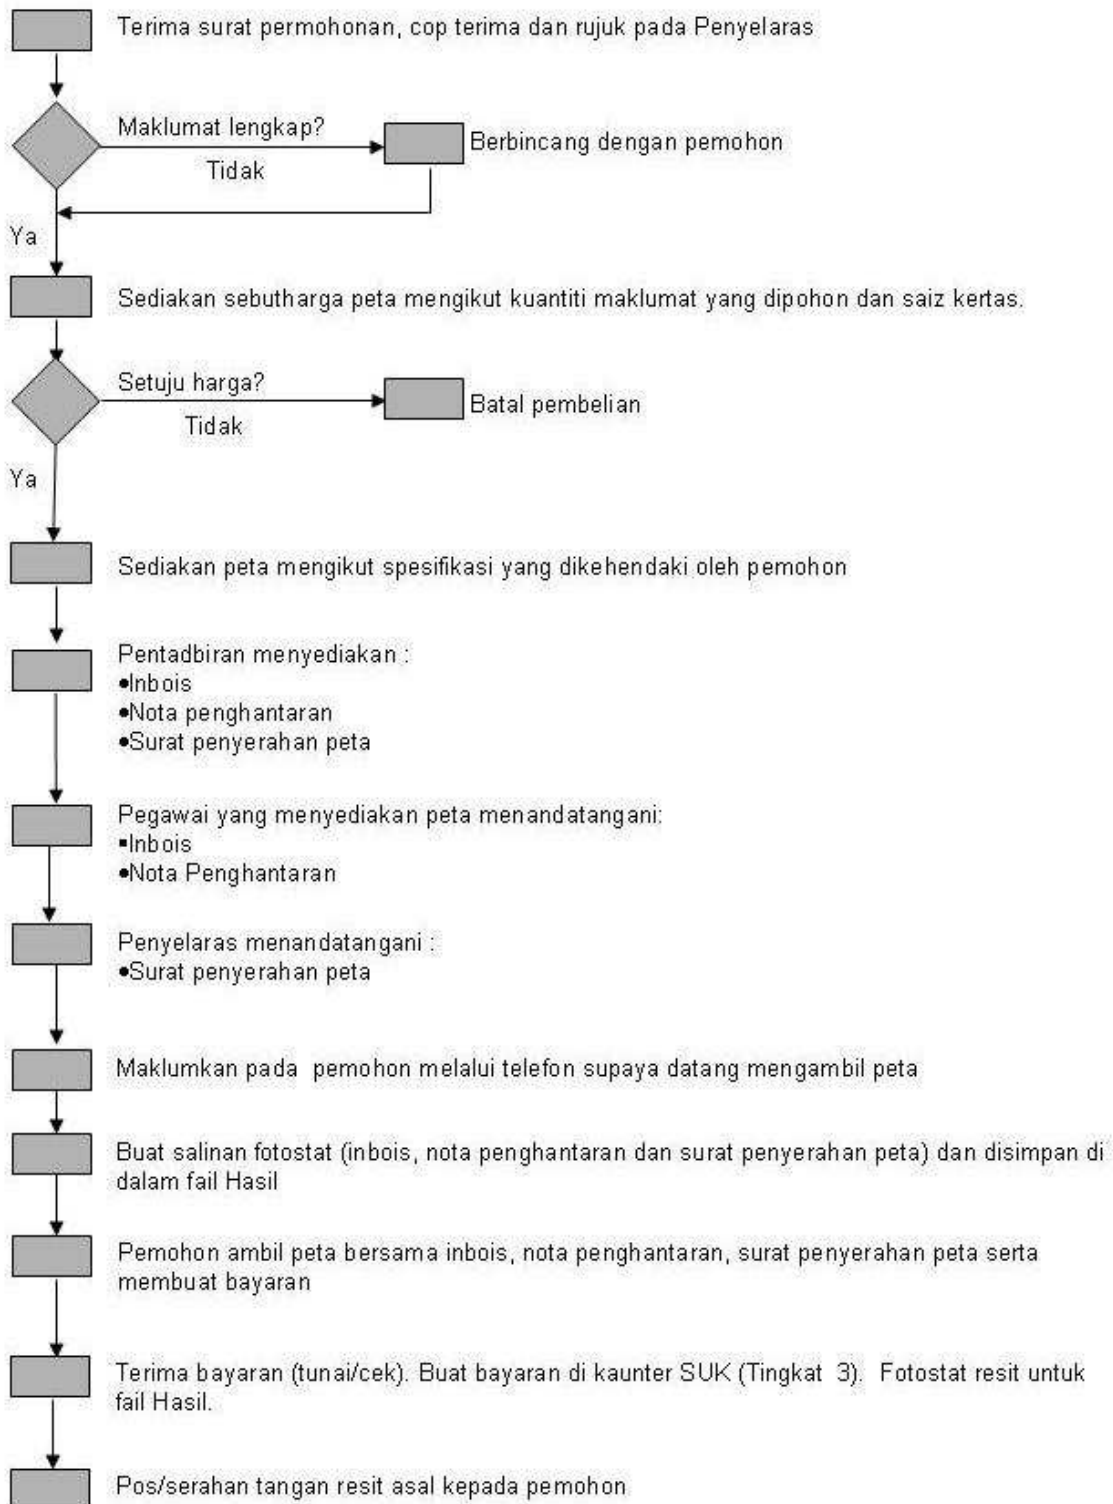 Terima surat permohonan, cop terima dan rujuk pada Penyelaras
Maklumat lengkap?
Berbincang dengan pemohon
Tidak
Ya
Sediakan sebutharga peta mengikut kuantiti maklumat yang dipohon dan saiz kertas.
Setuju harga?
Batal pembelian
Tidak
Ya
Sediakan peta mengikut spesifikasi yang dikehendaki oleh pemohon
Pentadbiran menyediakan :
•Inbois
•Nota penghantaran
•Surat penyerahan peta
Pegawai yang menyediakan peta menandatangani:
▪Inbois
•Nota Penghantaran
Penyelaras menandatangani :
•Surat penyerahan peta
Maklumkan pada pemohon melalui telefon supaya datang mengambil peta
Buat salinan fotostat (inbois, nota penghantaran dan surat penyerahan peta) dan disimpan di
dalam fail Hasil
Pemohon ambil peta bersama inbois, nota penghantaran, surat penyerahan peta serta
membuat bayaran
Terima bayaran (tunai/cek). Buat bayaran di kaunter SUK (Tingkat 3). Fotostat resit untuk
fail Hasil.
Pos/serahan tangan resit asal kepada pemohon